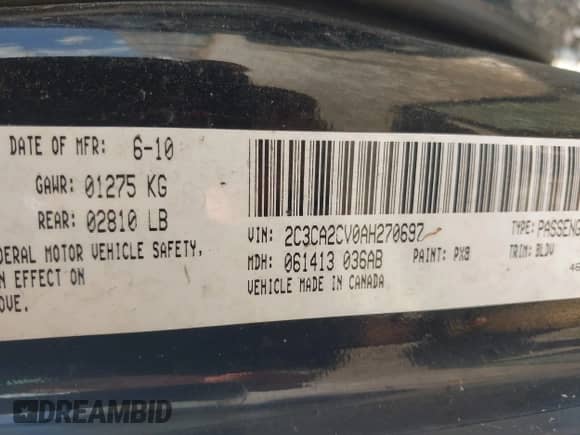 DATE OF MFR: 6-10
GAWR: 01275 KG
REAR: 02810 LB
DERAL MOTOR VEHICLE SAFETY,
N EFFECT ON
OVE.
VIN: 2C3CA2CV0AH270697
TYPE: PASSENG
MDH: 061413 036AB
PAINT: PX8
TRIM: BLDV
VEHICLE MADE IN CANADA
DREAMBID